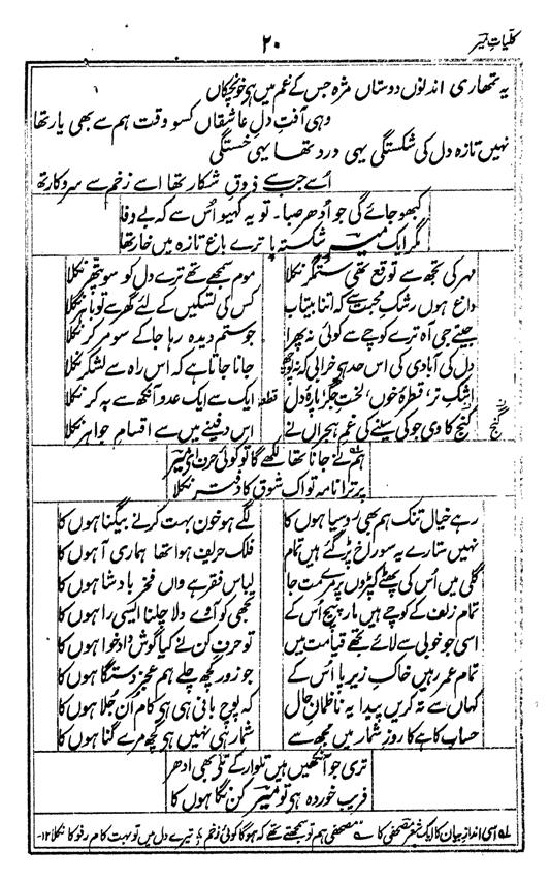 کلیاتِ میر
۲۰
یہ تمھاری اندنوں دوستاں مژہ جس کے غم میں ہے خونچکاں
وہی آفتِ دلِ عاشقاں کسو وقت ہم سے بھی یار تھا
نہیں تازہ دل کی شکستگی یہی درد تھا یہی خستگی
اُسے جب سے ذوقِ شکار تھا اسے زخم سے سروکار تھا
کبھو جائے گی جو اُدھر صبا۔ تو یہ کہیو اُس سے کہ بے وفا
مگر ایک میر شکستہ پا ترے باغِ تازہ میں خار تھا
مہر کی تجھ سے توقع تھی ستمگر نکلا
موم سمجھے تھے ترے دل کو سو پتھر نکلا
داغ ہوں رشکِ محبت سے کہ اتنا بیتاب
کس کی تسکیں کے لئے گھر سے تو باہر نکلا
جیتے جی آہ ترے کوچے سے کوئی نہ پھرا
جو ستم دیدہ رہا جا کے سو مر کر نکلا
دل کی آبادی کی اس حد ہے خرابی کہ نہ پوچھ
جانا جاتا ہے کہ اس راہ سے لشکر نکلا
اشکِ تر، قطرۂ خوں، لختِ جگر، پارۂ دل
قطعہ
ایک سے ایک عدو آنکھ سے بہ کر نکلا
گنج کا وی جو کی سینے کی غمِ ہجراں نے
گنج
اس دفینے میں سے اقسامِ جواہر نکلا
ہم نے جانا تھا لکھے گا تو کوئی حرف اے میر
پر ترا نامہ تو اک شوق کا دفتر نکلا
رہے خیال تنک ہم بھی رو سیاہوں کا
لگے ہو خون بہت کرنے بیگناہوں کا
نہیں ستارے یہ سوراخ پڑ گئے ہیں تمام
فلک حریف ہوا تھا ہماری آہوں کا
گلی میں اُس کی پھٹے کپڑوں پر مرے مت جا
لباسِ فقر ہے واں فخر بادشاہوں کا
تمام زلف کے کوچے ہیں مارِ پیچ اُس کے
تجھی کو آئے دلا چلنا ایسی راہوں کا
اسی جو خوبی سے لائے تجھے قیامت میں
تو حرفِ کن نے کیا گوش داد خواہوں کا
تمام عمر رہیں خاکِ زیرِ پا اُس کے
جو زور کچھ چلے ہم عجز دستگاہوں کا
کہاں سے تہ کریں پیدا یہ ناظمانِ حال
کہ پوچ بافی ہی ہے کام اُن جلاہوں کا
حساب کاہے کا روزِ شمار میں مجھ سے
شمار ہی نہیں ہے کچھ مرے گناہوں کا
تری جو آنکھیں ہیں تلوار کے تلے بھی ادھر
فریب خوردہ ہے تو میر کن نگاہوں کا
لہ اسی اندازِ بیان کا ایک شعر مصحفی کا ہے مصحفی ہم تو سمجھتے تھے کہ ہوگا کوئی زخم ؛ تیرے دل میں تو بہت کام رفو کا نکلا ۱۲۔